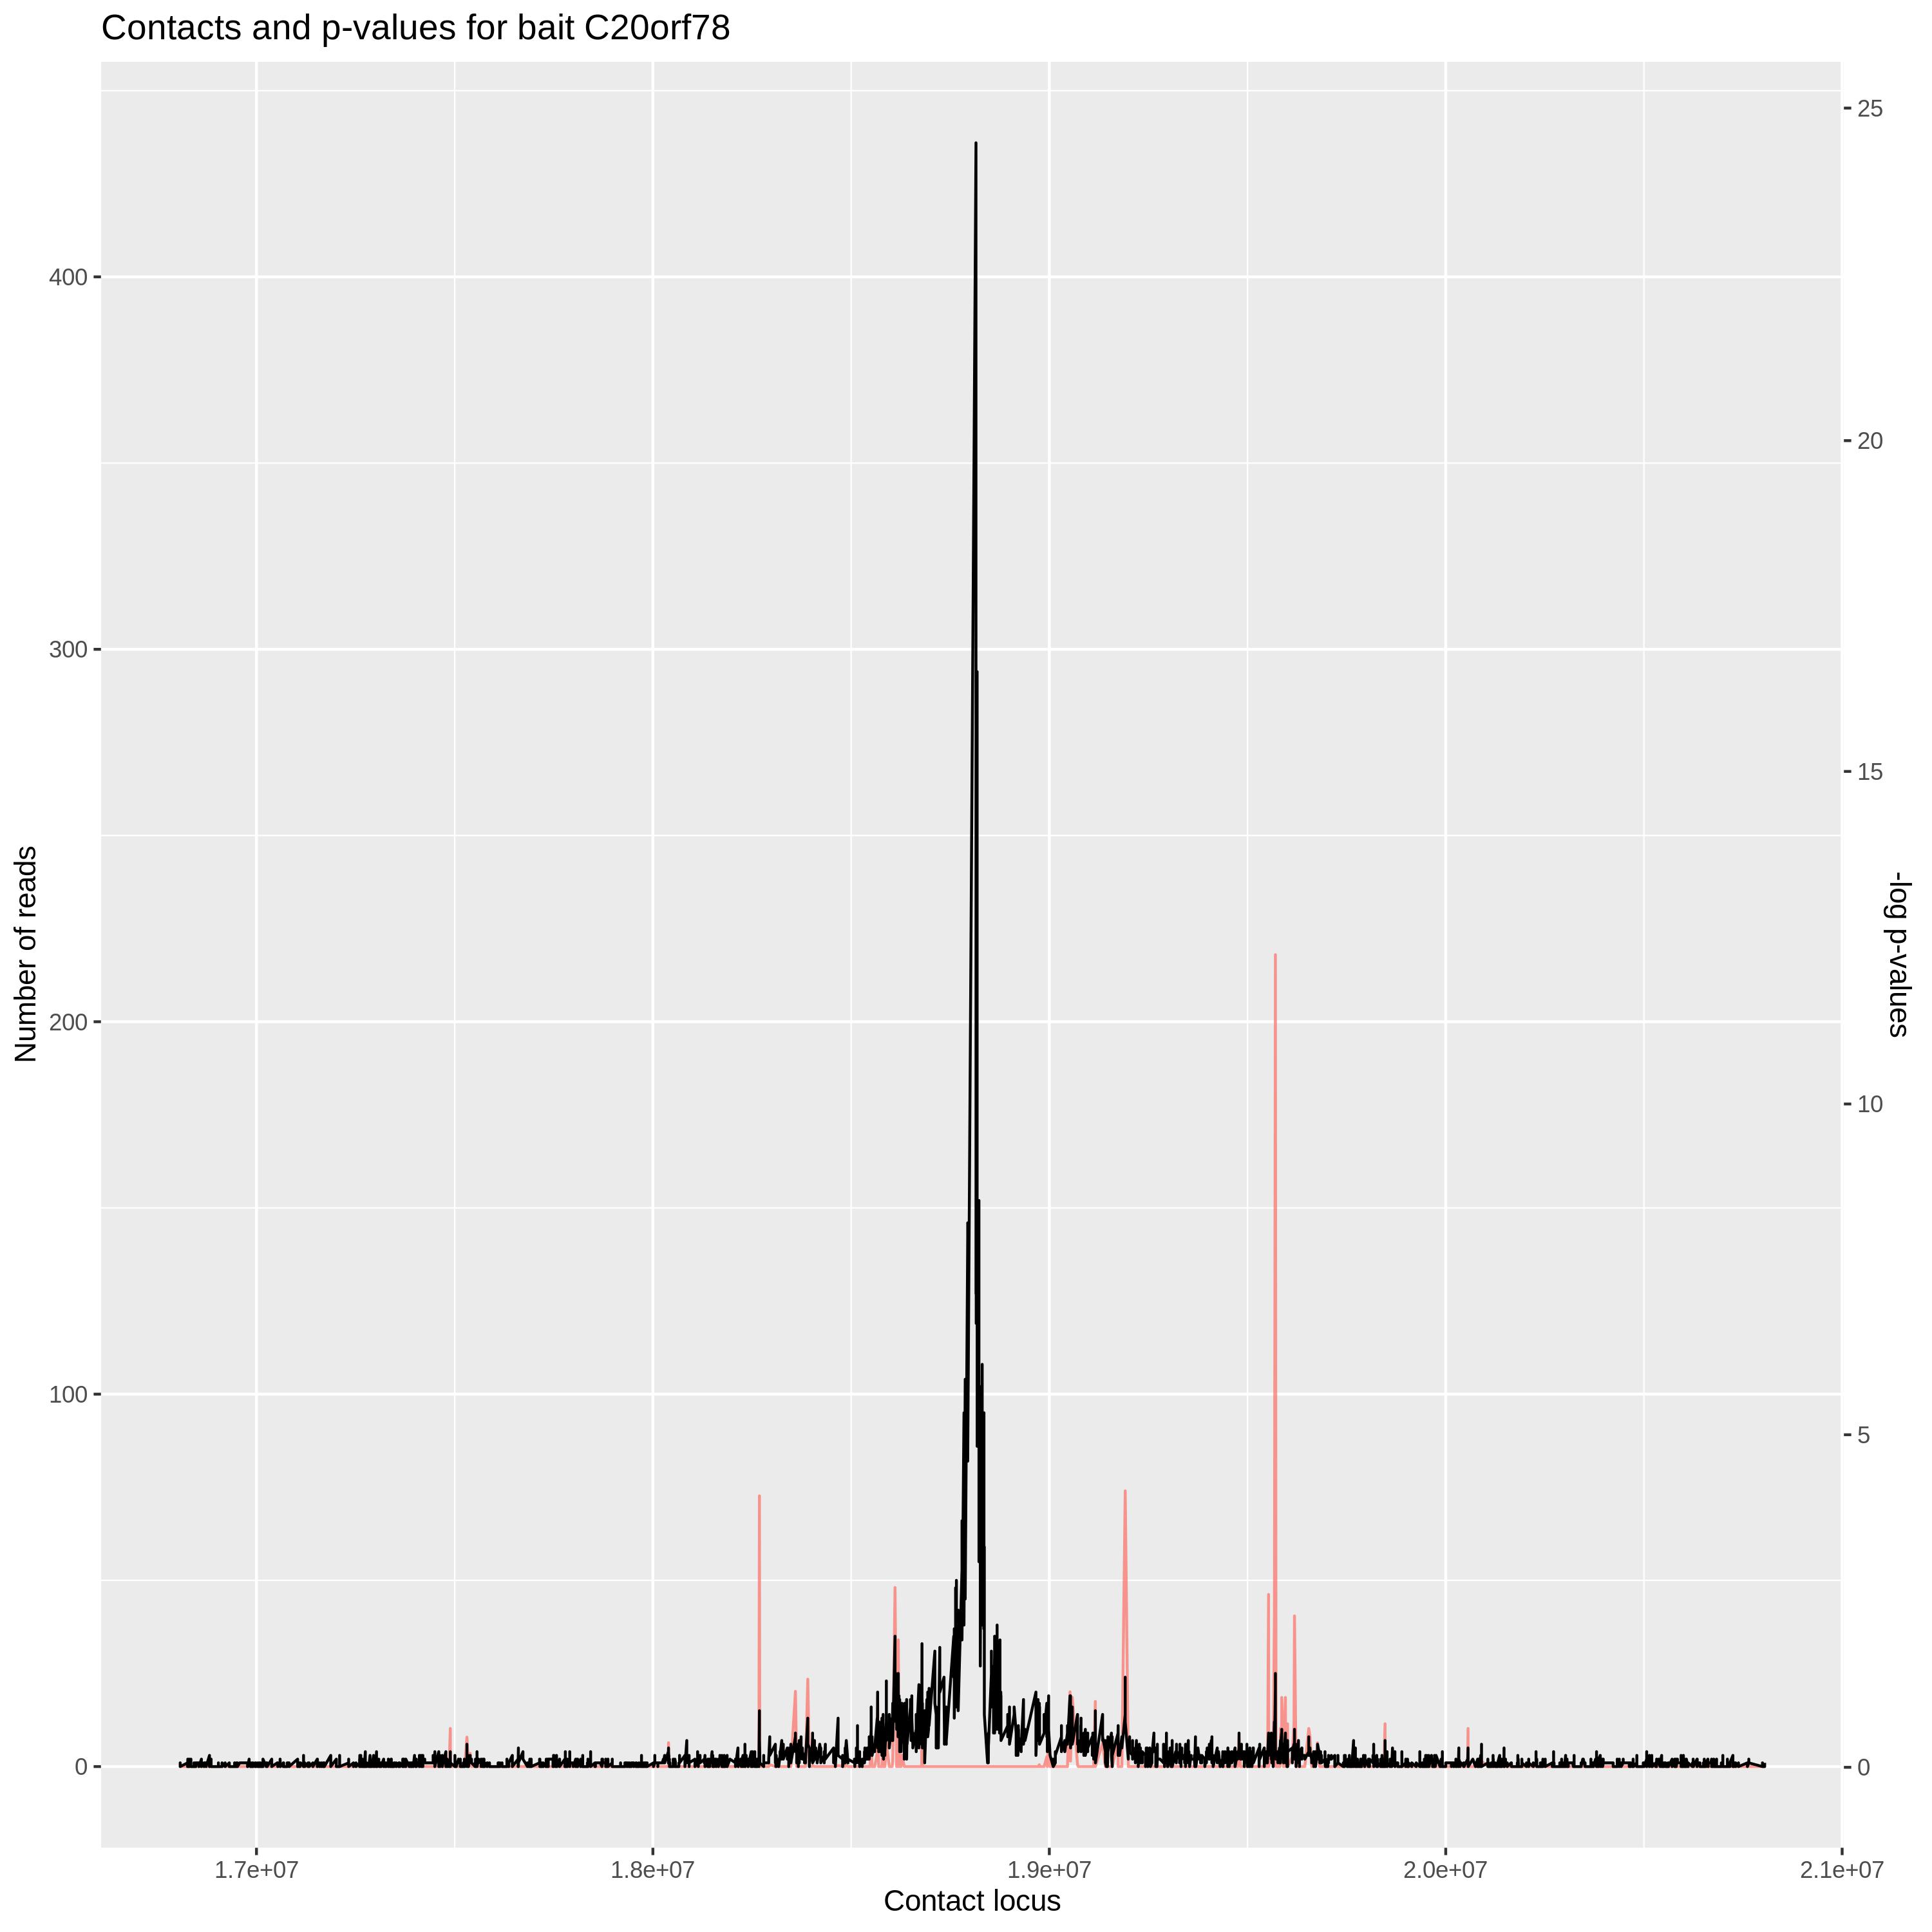 Contacts and p-values for bait C20orf78
400
300
200
100
0
25
20
15
10
5
0
Number of reads
-log p-values
1.7e+07
1.8e+07
1.9e+07
2.0e+07
2.1e+07
Contact locus